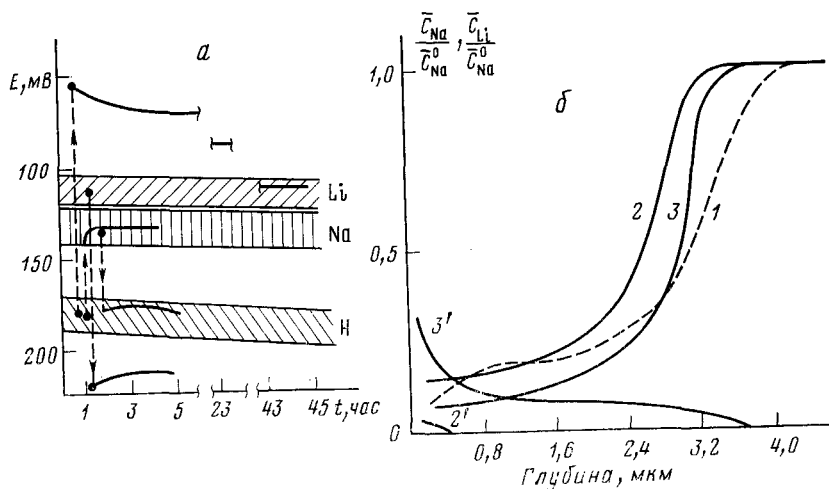 а
E, мв
100
150
200
Li
Na
H
1 3 5 23 43 45 t, час
C̅Na/C̅⁰Na, C̅Li/C̅⁰Na
б
1,0
0,5
0
1
2
3
3'
2'
0,8 1,6 2,4 3,2 4,0
Глубина, мкм